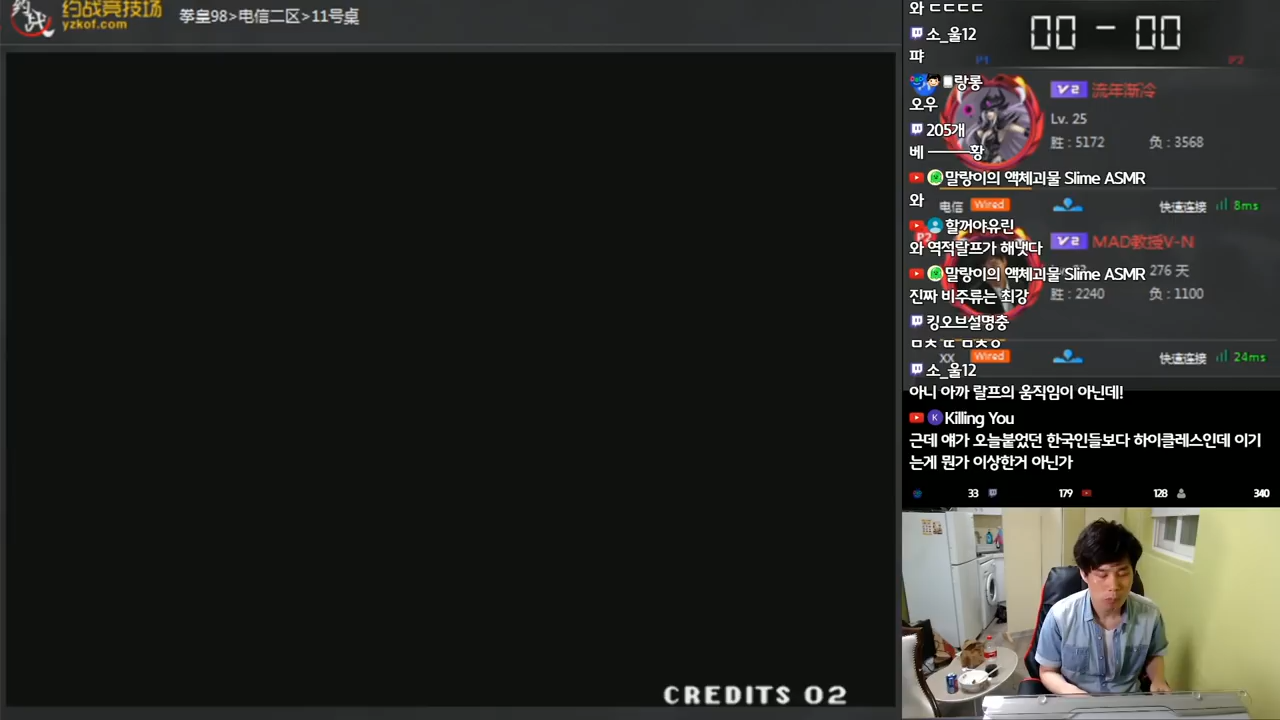 约战竞技场
yzkof.com
拳皇98>电信二区>11号桌
CREDITS 02
00 - 00
P1
P2
V2 流年渐冷
Lv. 25
胜 : 5172 负 : 3568
电信 Wired 快速连接 8ms
P2
V2 MAD教授V-N
276 天
胜 : 2240 负 : 1100
XX Wired 快速连接 24ms
와 ㄷㄷㄷㄷ
소_울12
퍄
랑롱
오우
205개
베 ───황
말랑이의 액체괴물 Slime ASMR
와
할꺼야유린
와 역적랄프가 해냇다
말랑이의 액체괴물 Slime ASMR
진짜 비주류는 최강
킹오브설명충
소_울12
아니 아까 랄프의 움직임이 아닌데!
K Killing You
근데 얘가 오늘붙었던 한국인들보다 하이클레스인데 이기
는게 뭔가 이상한거 아닌가
33 179 128 340